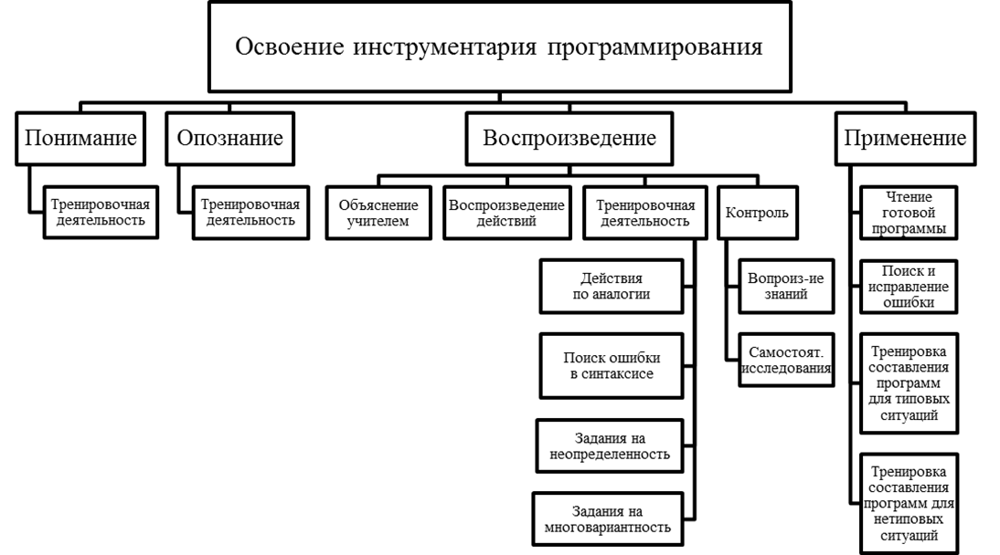 Освоение инструментария программирования
Понимание
Опознание
Воспроизведение
Применение
Тренировочная
деятельность
Тренировочная
деятельность
Объяснение
учителем
Воспроизведение
действий
Тренировочная
деятельность
Контроль
Чтение
готовой
программы
Действия
по аналогии
Вопроиз-ие
знаний
Поиск и
исправление
ошибки
Поиск ошибки
в синтаксисе
Самостоят.
исследования
Тренировка
составления
программ
для типовых
ситуаций
Задания на
неопределенность
Задания на
многовариантность
Тренировка
составления
программ для
нетиповых
ситуаций